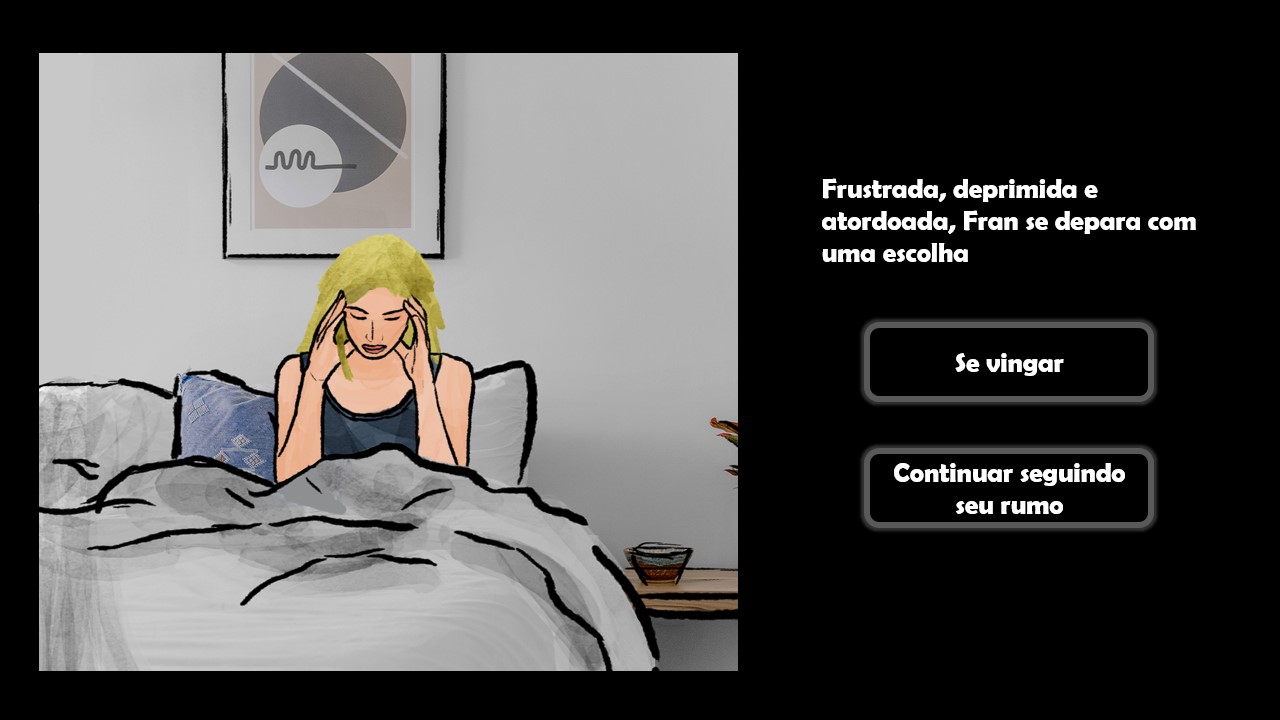 Frustrada, deprimida e
atordoada, Fran se depara com
uma escolha
Se vingar
Continuar seguindo
seu rumo